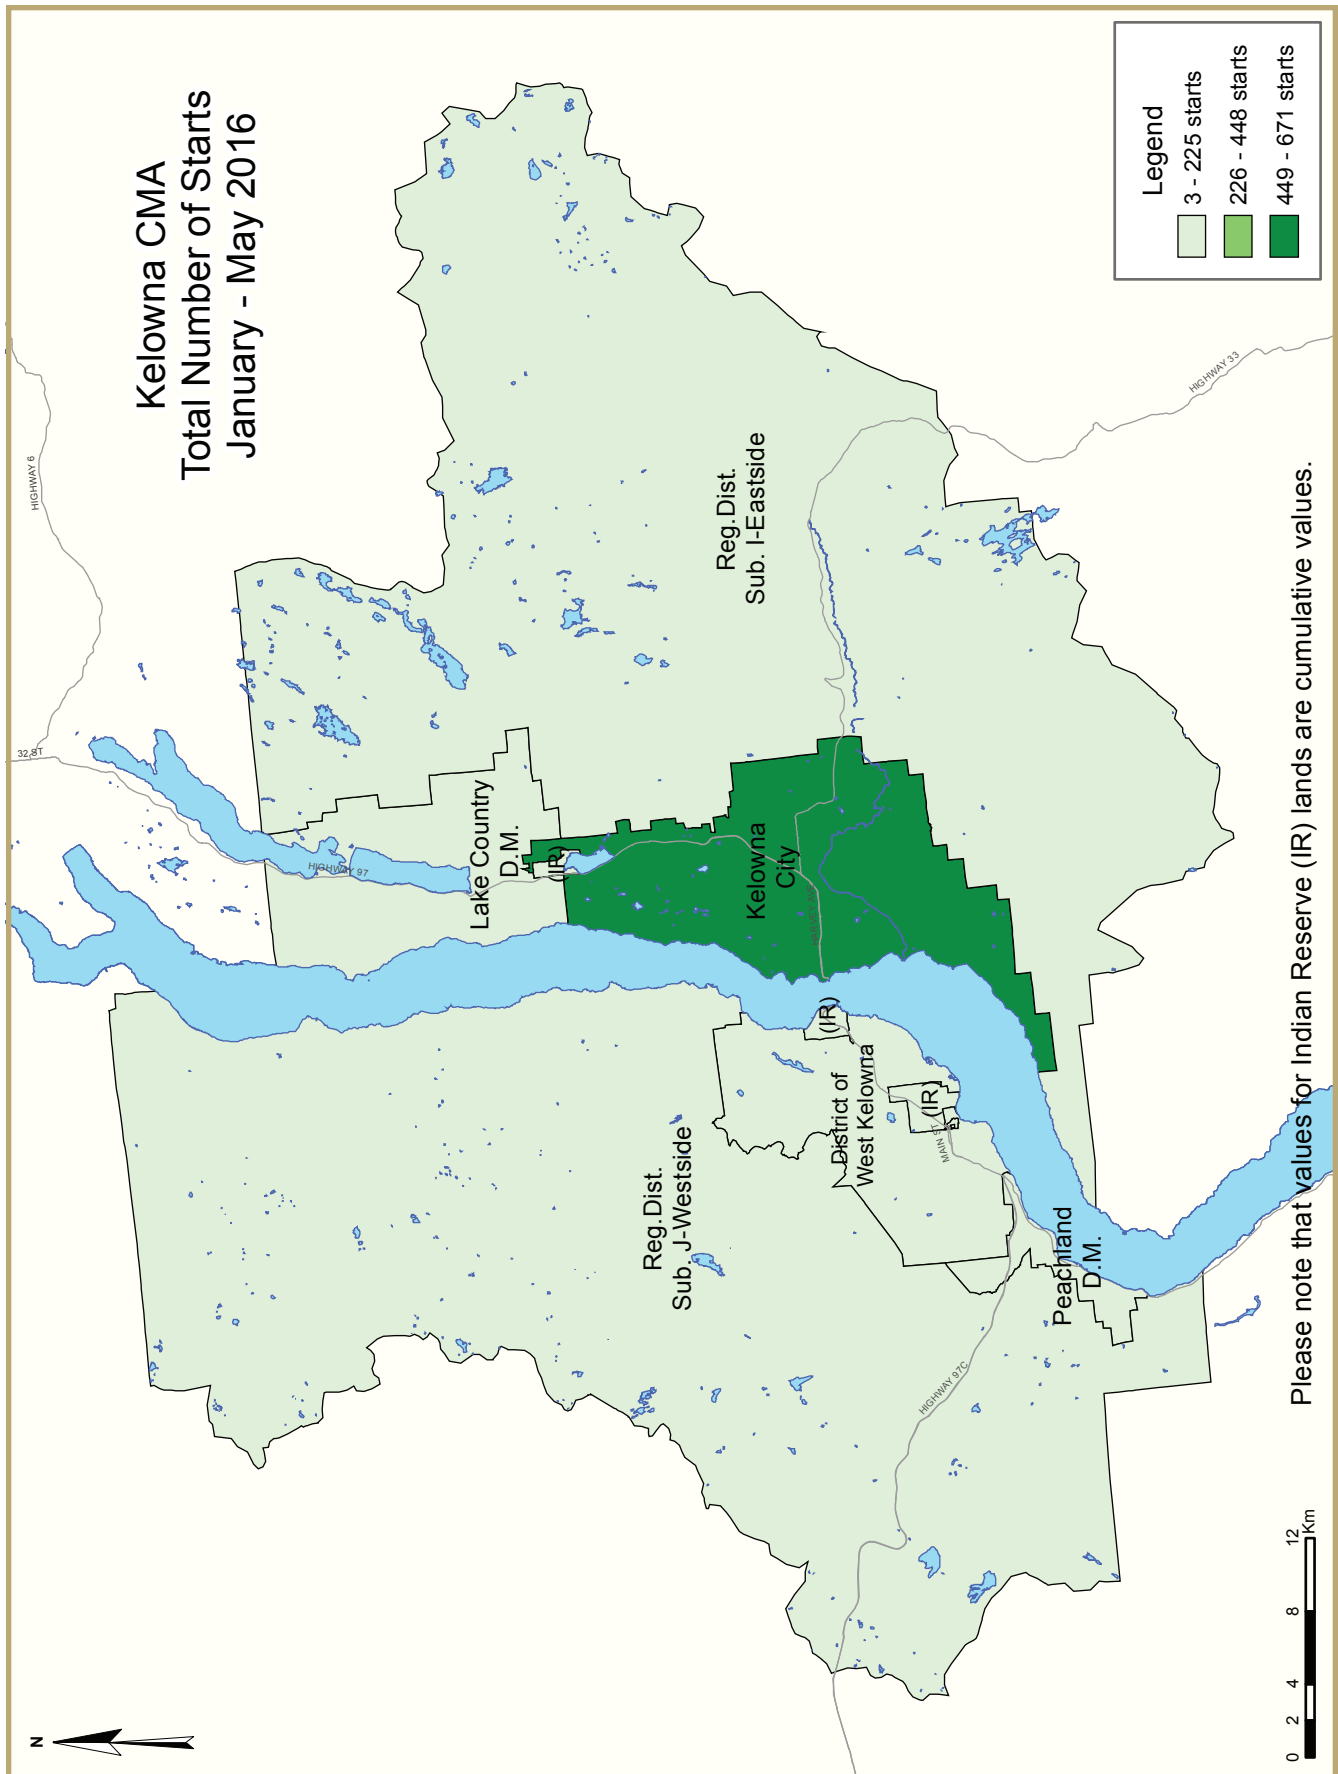 Kelowna CMA
Total Number of Starts
January - May 2016
Legend
3 - 225 starts
226 - 448 starts
449 - 671 starts
N
HIGHWAY 6
32 ST
HIGHWAY 97
Lake Country
D.M.
(IR)
Reg.Dist.
Sub. I-Eastside
HIGHWAY 33
Kelowna
City
(IR)
District of
West Kelowna
(IR)
MAIN ST
Reg.Dist.
Sub. J-Westside
Peachland
D.M.
HIGHWAY 97C
0 2 4 8 12
Km
Please note that values for Indian Reserve (IR) lands are cumulative values.